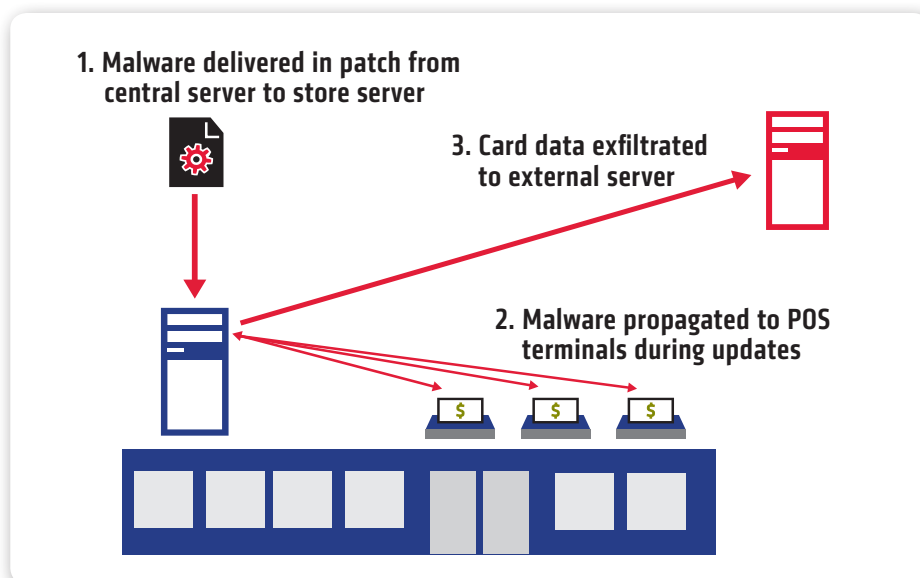 1. Malware delivered in patch from
central server to store server
3. Card data exfiltrated
to external server
2. Malware propagated to POS
terminals during updates
$ $ $